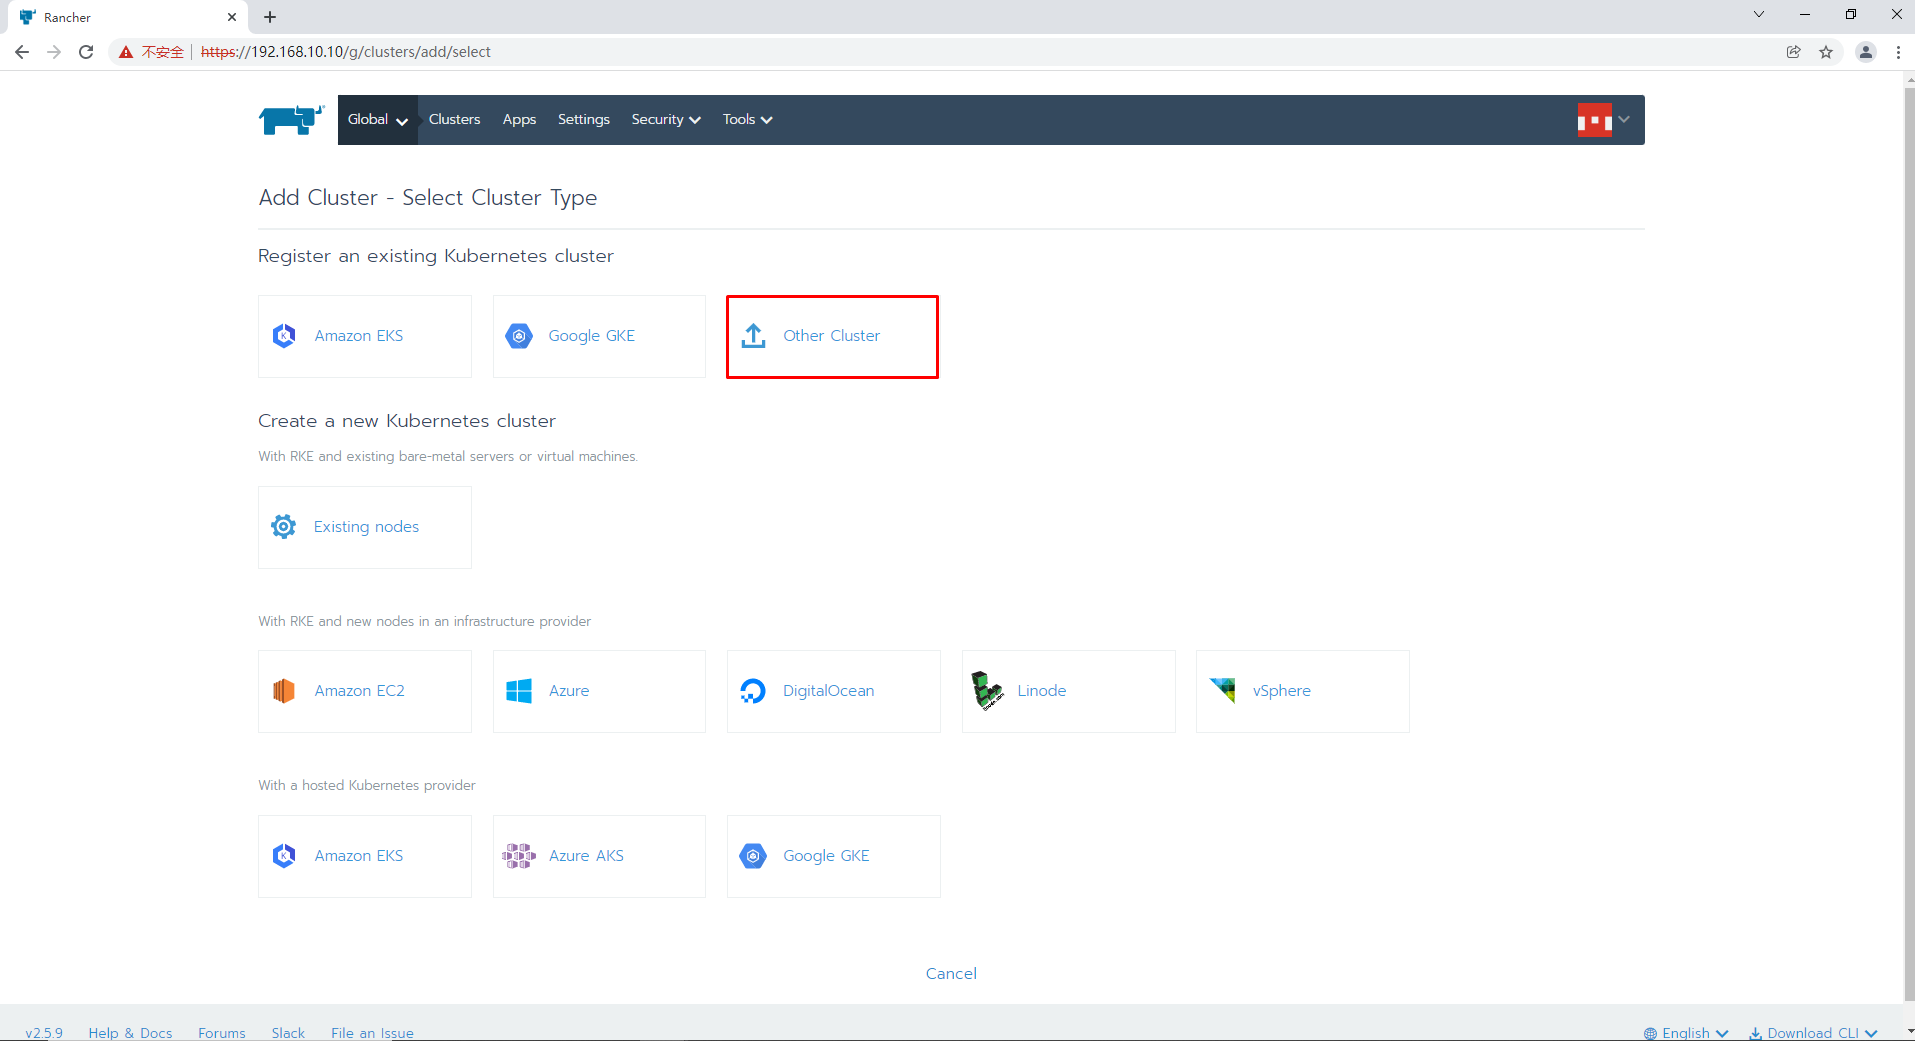 Rancher
不安全 https://192.168.10.10/g/clusters/add/select
Global Clusters Apps Settings Security Tools
Add Cluster - Select Cluster Type
Register an existing Kubernetes cluster
Amazon EKS Google GKE Other Cluster
Create a new Kubernetes cluster
With RKE and existing bare-metal servers or virtual machines.
Existing nodes
With RKE and new nodes in an infrastructure provider
Amazon EC2 Azure DigitalOcean Linode vSphere
With a hosted Kubernetes provider
Amazon EKS Azure AKS Google GKE
Cancel
v2.5.9 Help & Docs Forums Slack File an Issue English Download CLI